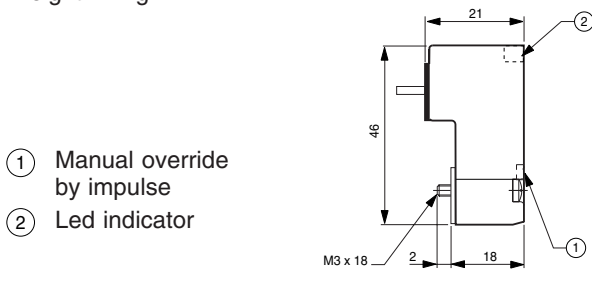 21
2
46
1 Manual override
by impulse
2 Led indicator
M3 x 18
2
18
1